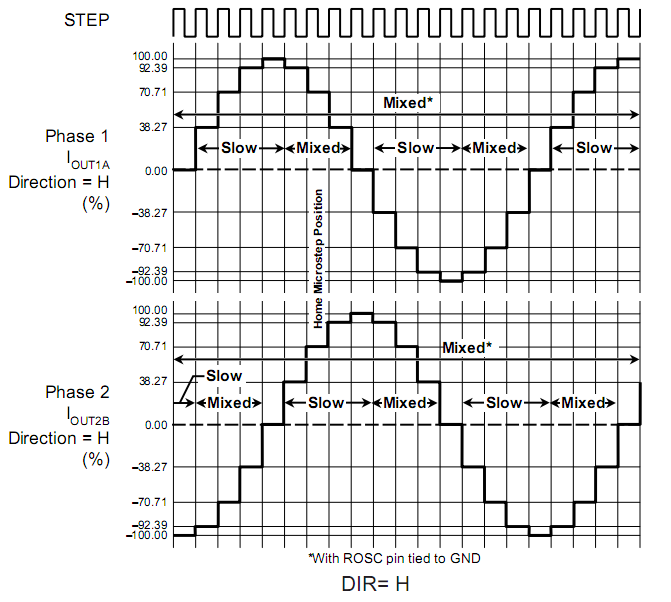 STEP
100.00
92.39
70.71
38.27
0.00
–38.27
–70.71
–92.39
–100.00
Phase 1
IOUT1A
Direction = H
(%)
Mixed*
Slow
Mixed
Slow
Mixed
Slow
Home Microstep Position
100.00
92.39
70.71
38.27
0.00
–38.27
–70.71
–92.39
–100.00
Phase 2
IOUT2B
Direction = H
(%)
Mixed*
Slow
Mixed
Slow
Mixed
Slow
Mixed
*With ROSC pin tied to GND
DIR= H